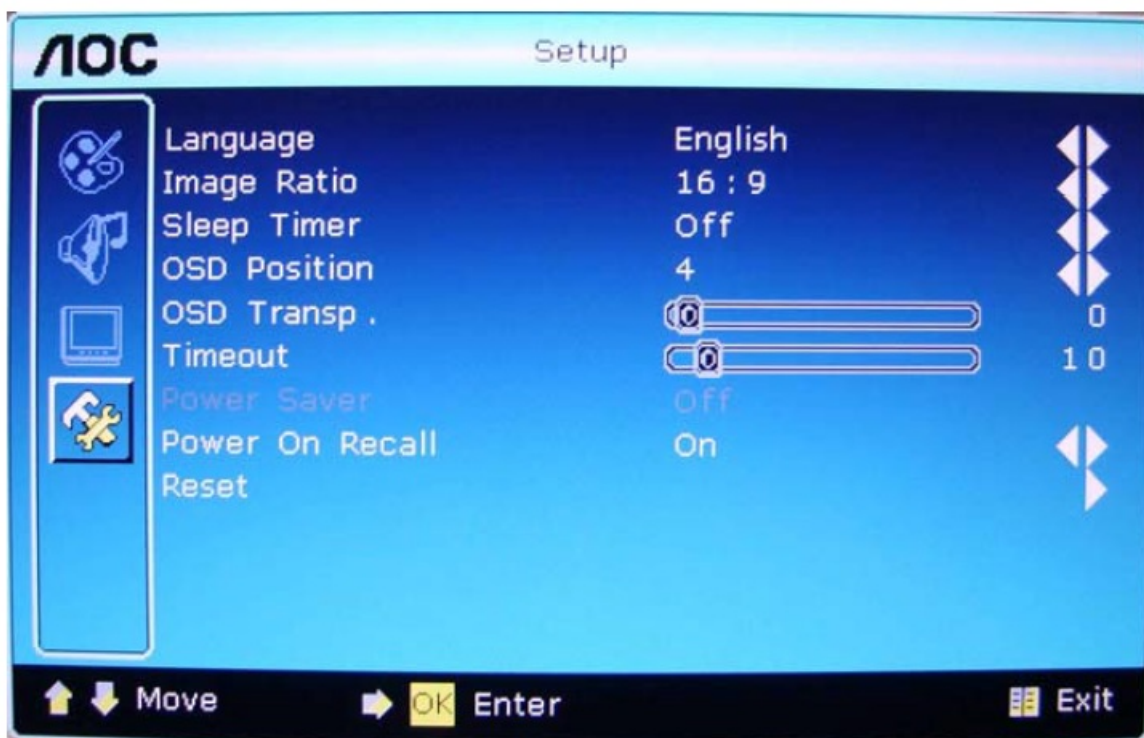 AOC
Setup
Language English
Image Ratio 16 : 9
Sleep Timer Off
OSD Position 4
OSD Transp . 0
Timeout 10
Power Saver Off
Power On Recall On
Reset
Move OK Enter Exit